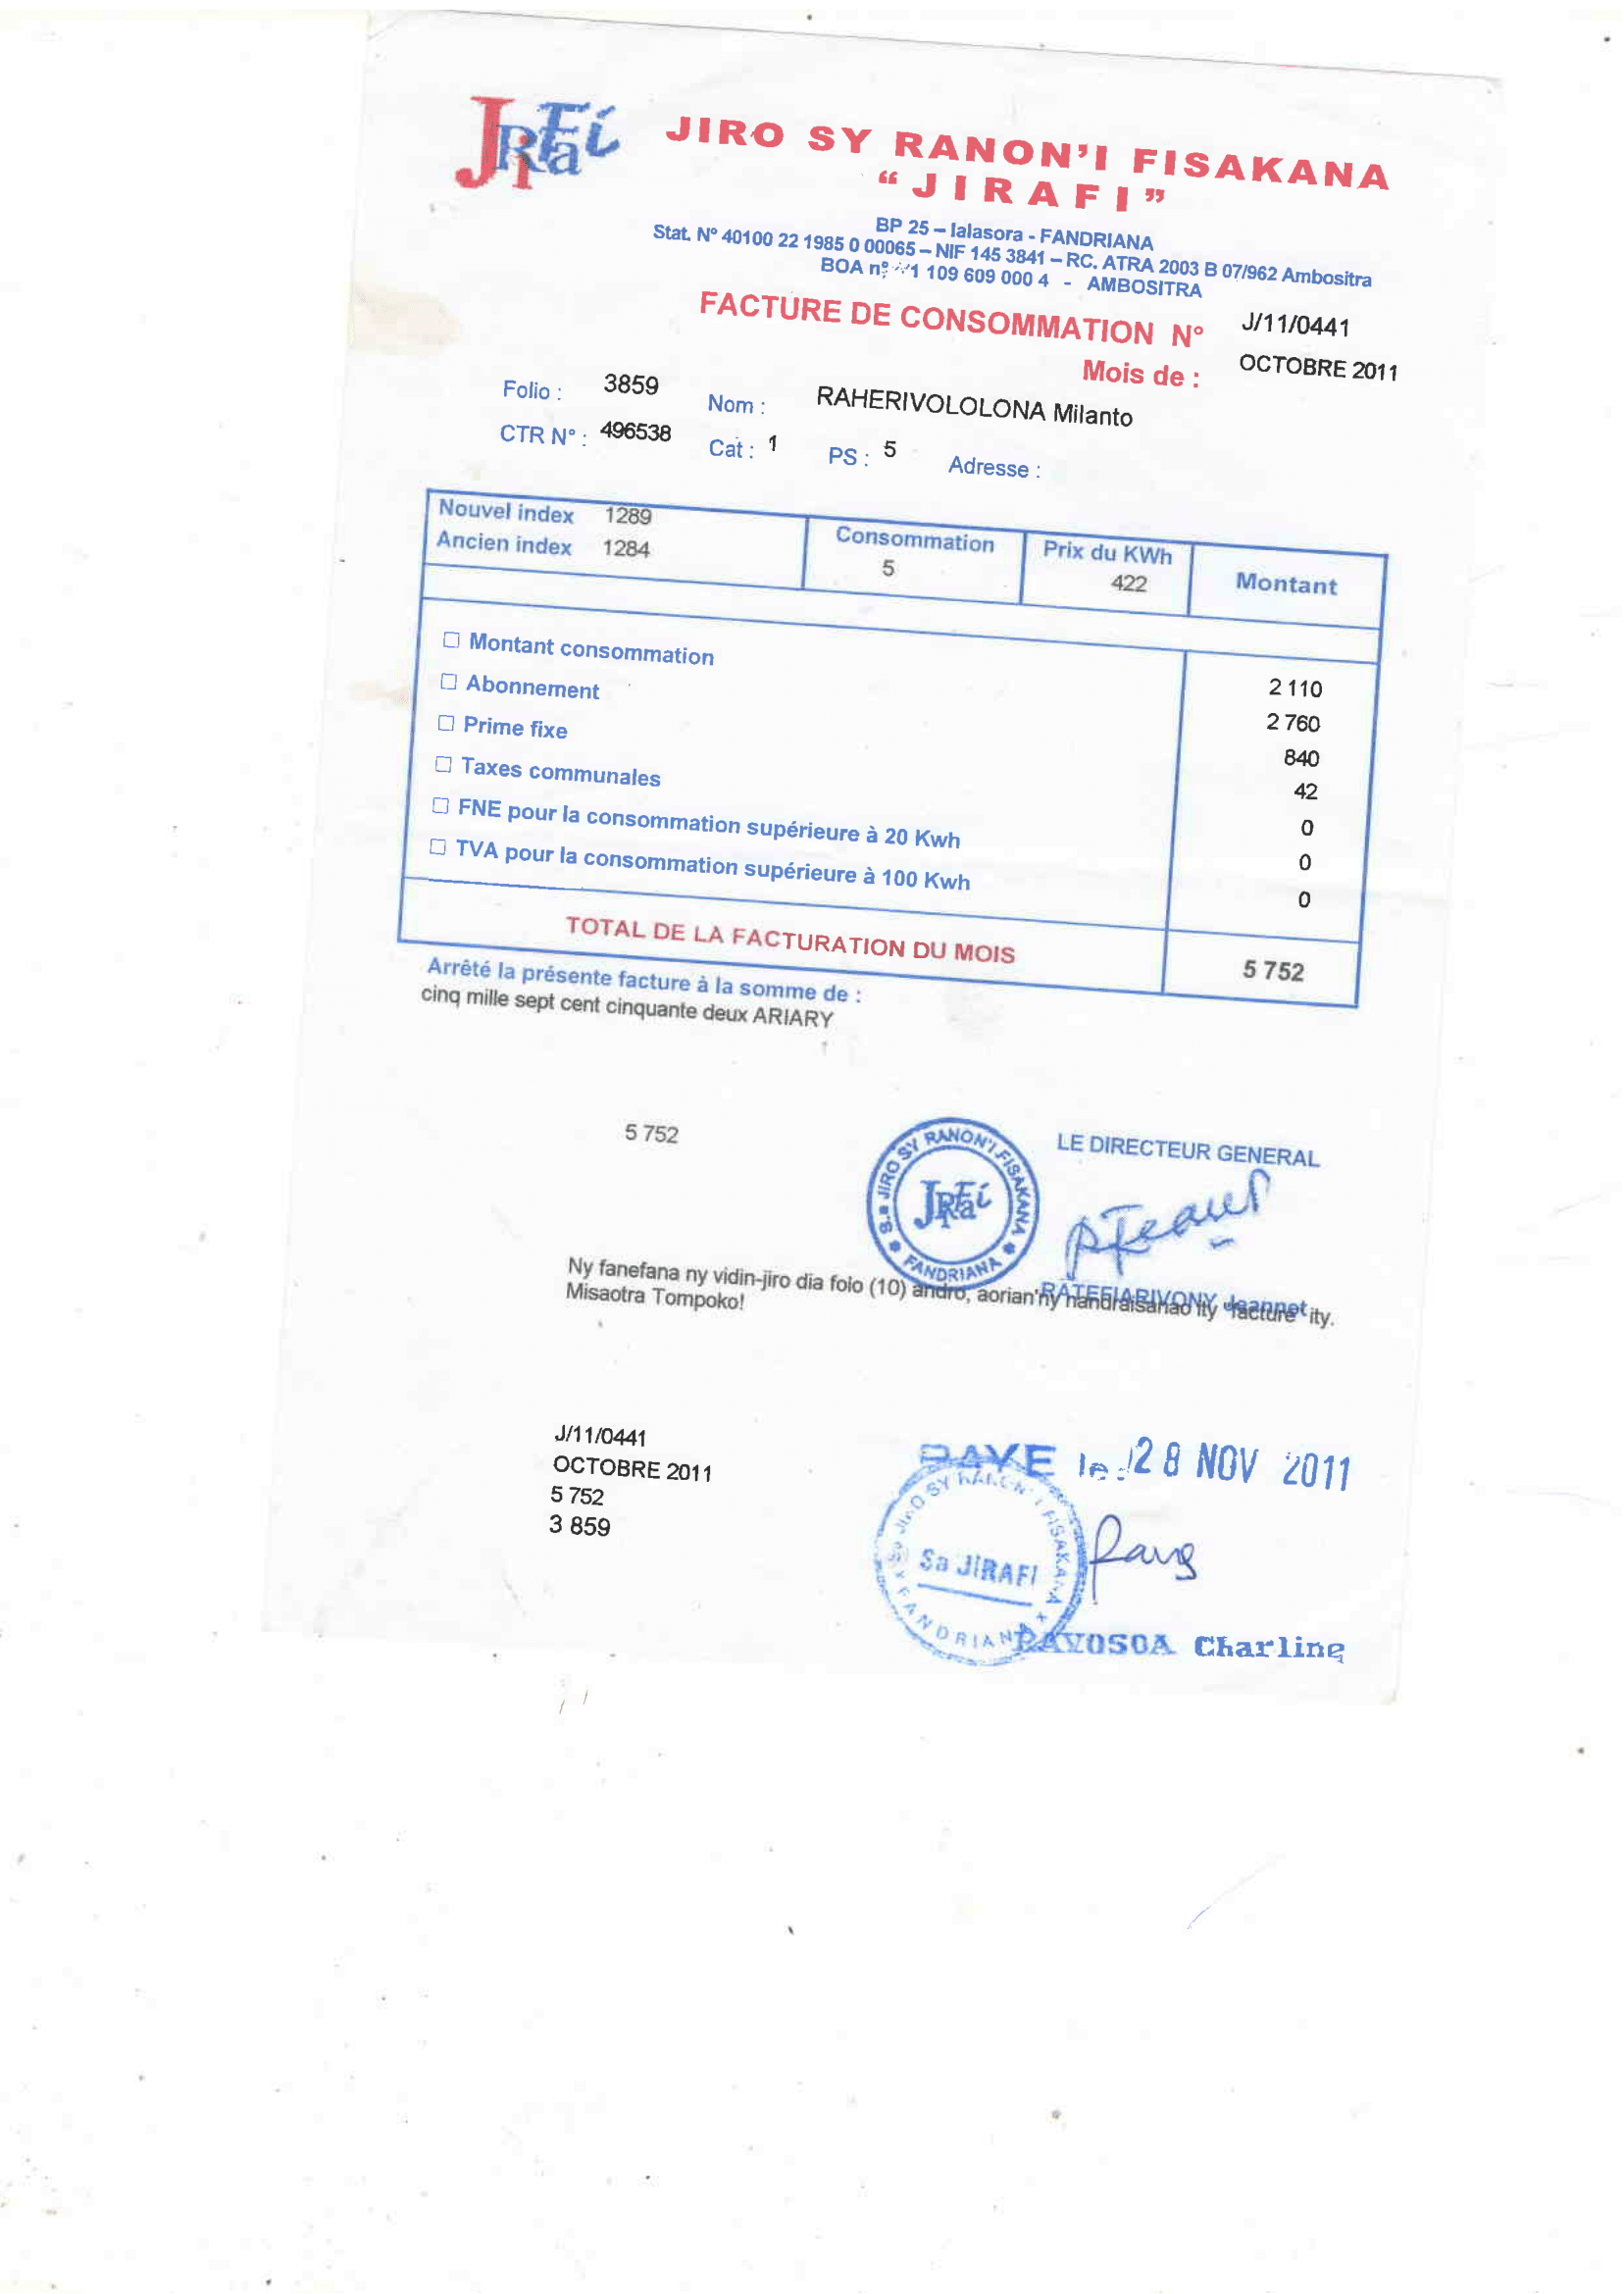 JIRAFi
JIRO SY RANON'I FISAKANA
“JIRAFI”
BP 25 – Ialasora - FANDRIANA
Stat. N° 40100 22 1985 0 00065 – NIF 145 3841 – RC. ATRA 2003 B 07/962 Ambositra
BOA n° 1 109 609 000 4 - AMBOSITRA
FACTURE DE CONSOMMATION N° J/11/0441
Mois de : OCTOBRE 2011
Folio : 3859 Nom : RAHERIVOLOLONA Milanto
CTR N° : 496538 Cat : 1 PS : 5 Adresse :
Nouvel index 1289
Ancien index 1284
Consommation
5
Prix du KWh
422
Montant
☐ Montant consommation 2 110
☐ Abonnement 2 760
☐ Prime fixe 840
☐ Taxes communales 42
☐ FNE pour la consommation supérieure à 20 Kwh 0
☐ TVA pour la consommation supérieure à 100 Kwh 0
0
TOTAL DE LA FACTURATION DU MOIS 5 752
Arrêté la présente facture à la somme de :
cinq mille sept cent cinquante deux ARIARY
5 752
S.a JIRO SY RANON'I FISAKANA
JIRAFi
FANDRIANA
LE DIRECTEUR GENERAL
RATEFIARIVONY Jeannet
Ny fanefana ny vidin-jiro dia folo (10) andro, aorian'ny nandraisanao ity "facture" ity.
Misaotra Tompoko!
J/11/0441
OCTOBRE 2011
5 752
3 859
PAYE le : 28 NOV 2011
Sa JIRO SY RANON'I FISAKANA
Sa JIRAFI
x FANDRIANA x
RAVOSOA Charline